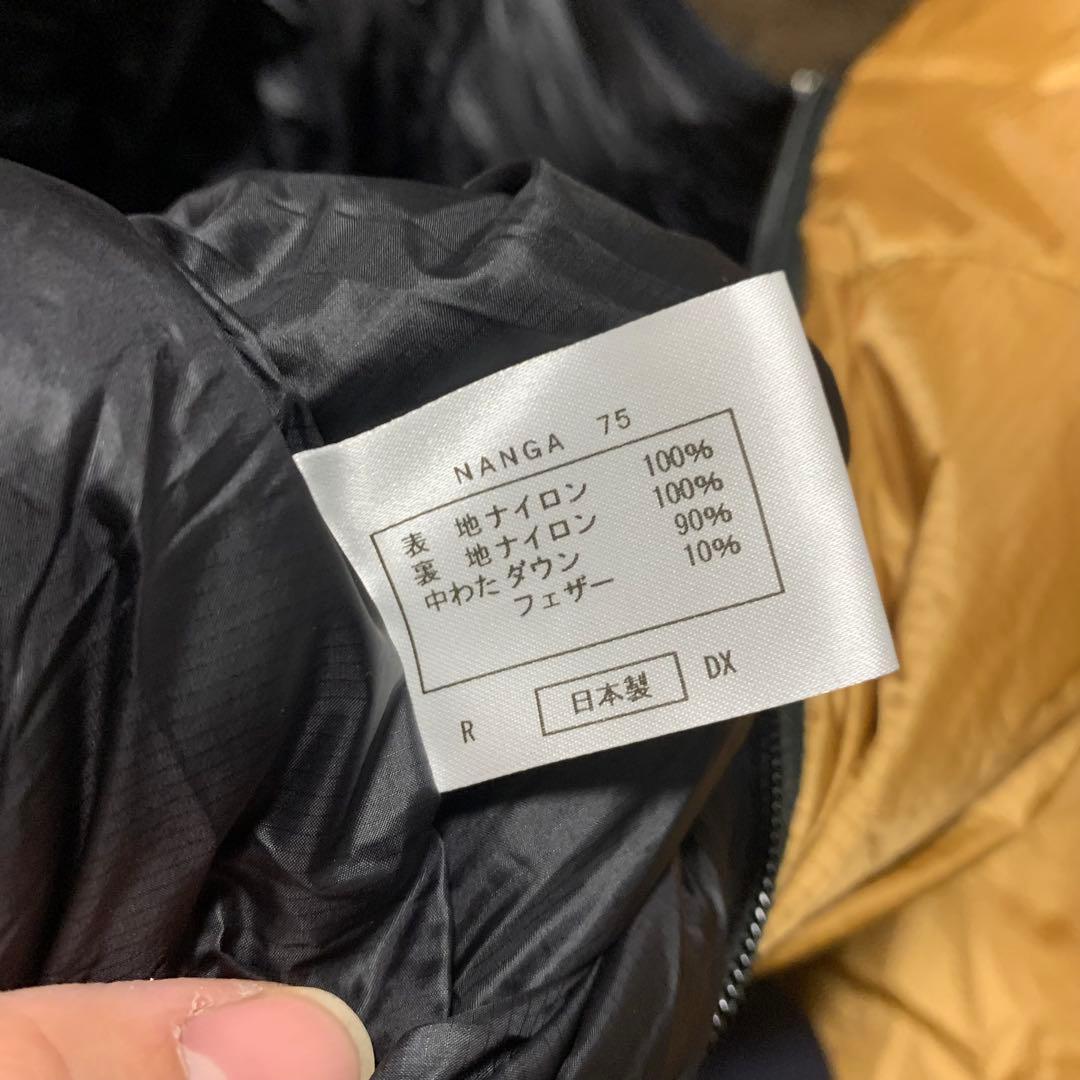 NANGA 75
表 地ナイロン 100%
裏 地ナイロン 100%
中わたダウン 90%
フェザー 10%
R 日本製 DX